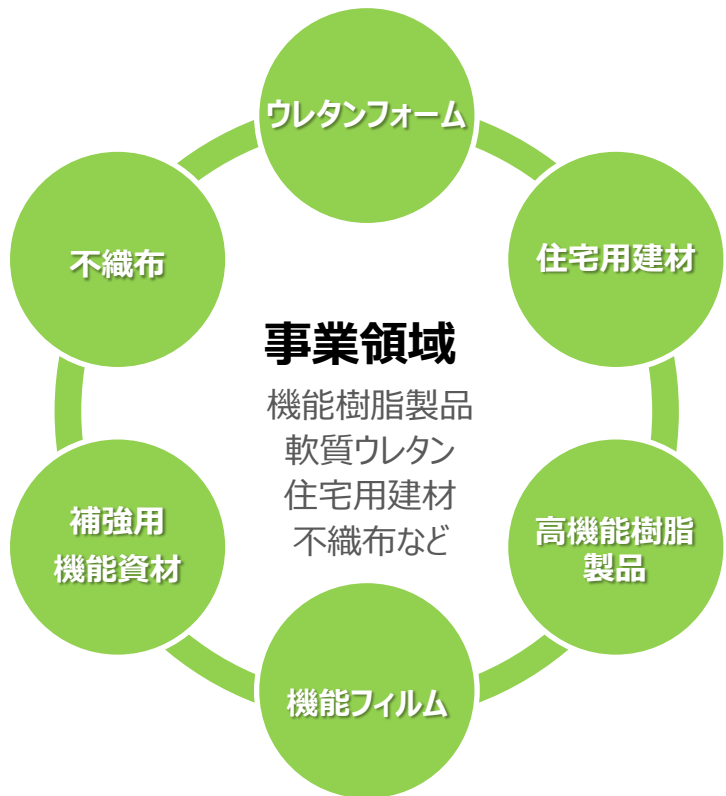 ウレタンフォーム
住宅用建材
高機能樹脂
製品
機能フィルム
補強用
機能資材
不織布
事業領域
機能樹脂製品
軟質ウレタン
住宅用建材
不織布など